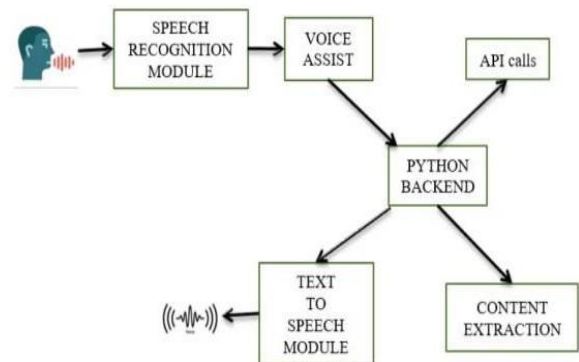 SPEECH
RECOGNITION
MODULE
VOICE
ASSIST
API calls
PYTHON
BACKEND
TEXT
TO
SPEECH
MODULE
CONTENT
EXTRACTION